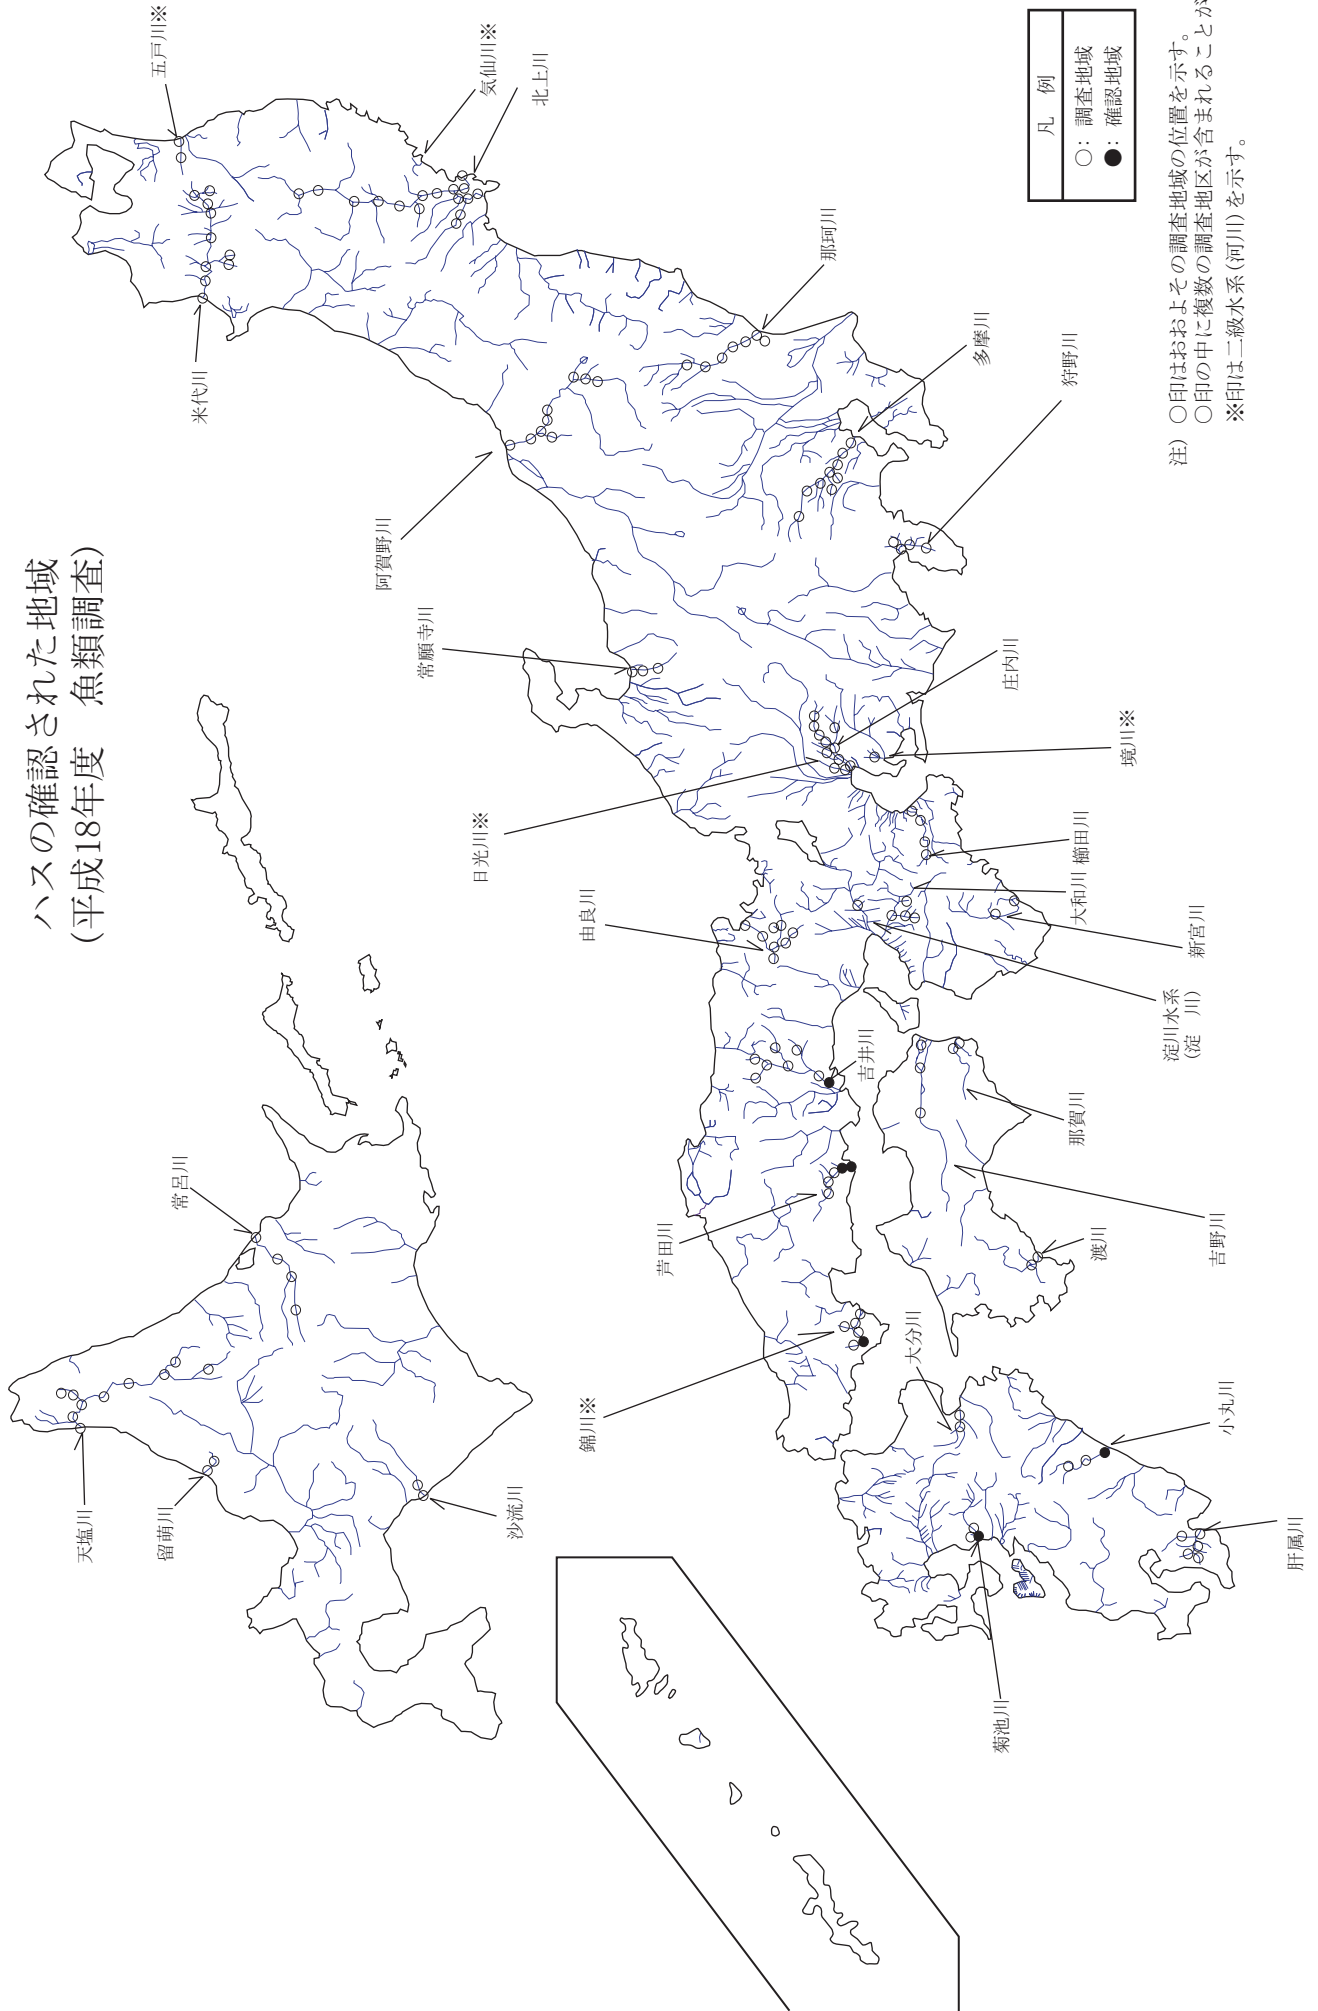 ハスの確認された地域
(平成18年度　魚類調査)
凡 例
○: 調査地域
●: 確認地域
注) ○印はおおよその調査地域の位置を示す。
○印の中に複数の調査地区が含まれることが
※印は二級水系(河川)を示す。
五戸川※
気仙川※
北上川
米代川
那珂川
多摩川
狩野川
阿賀野川
常願寺川
庄内川
境川※
日光川※
櫛田川
大和川
新宮川
由良川
淀川水系
(淀　川)
吉井川
那賀川
吉野川
渡川
芦田川
錦川※
大分川
小丸川
肝属川
菊池川
常呂川
天塩川
留萌川
沙流川